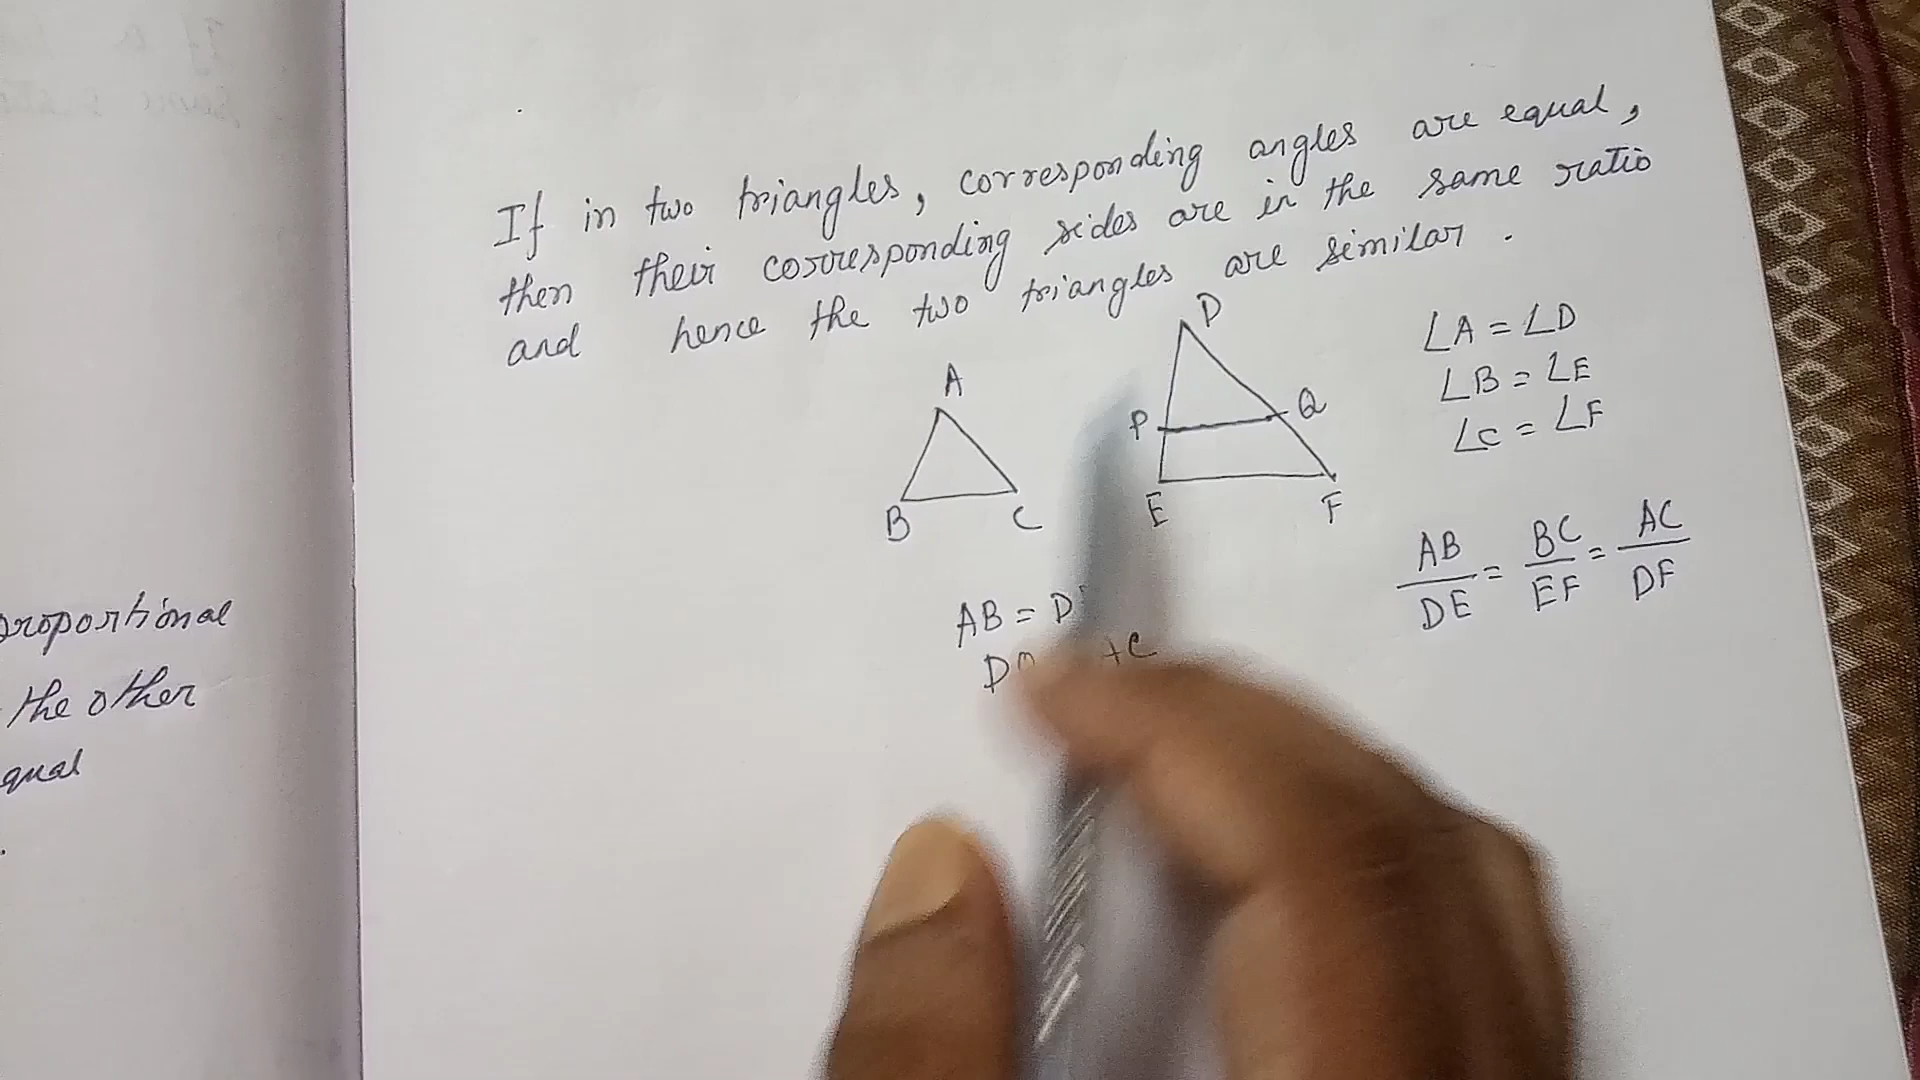 proportional
the other
qual
.
If in two triangles, corresponding angles are equal,
then their corresponding sides are in the same ratio
and hence the two triangles are similar.
A
B
C
D
P
Q
E
F
∠A = ∠D
∠B = ∠E
∠C = ∠F
AB/DE = BC/EF = AC/DF
AB = D